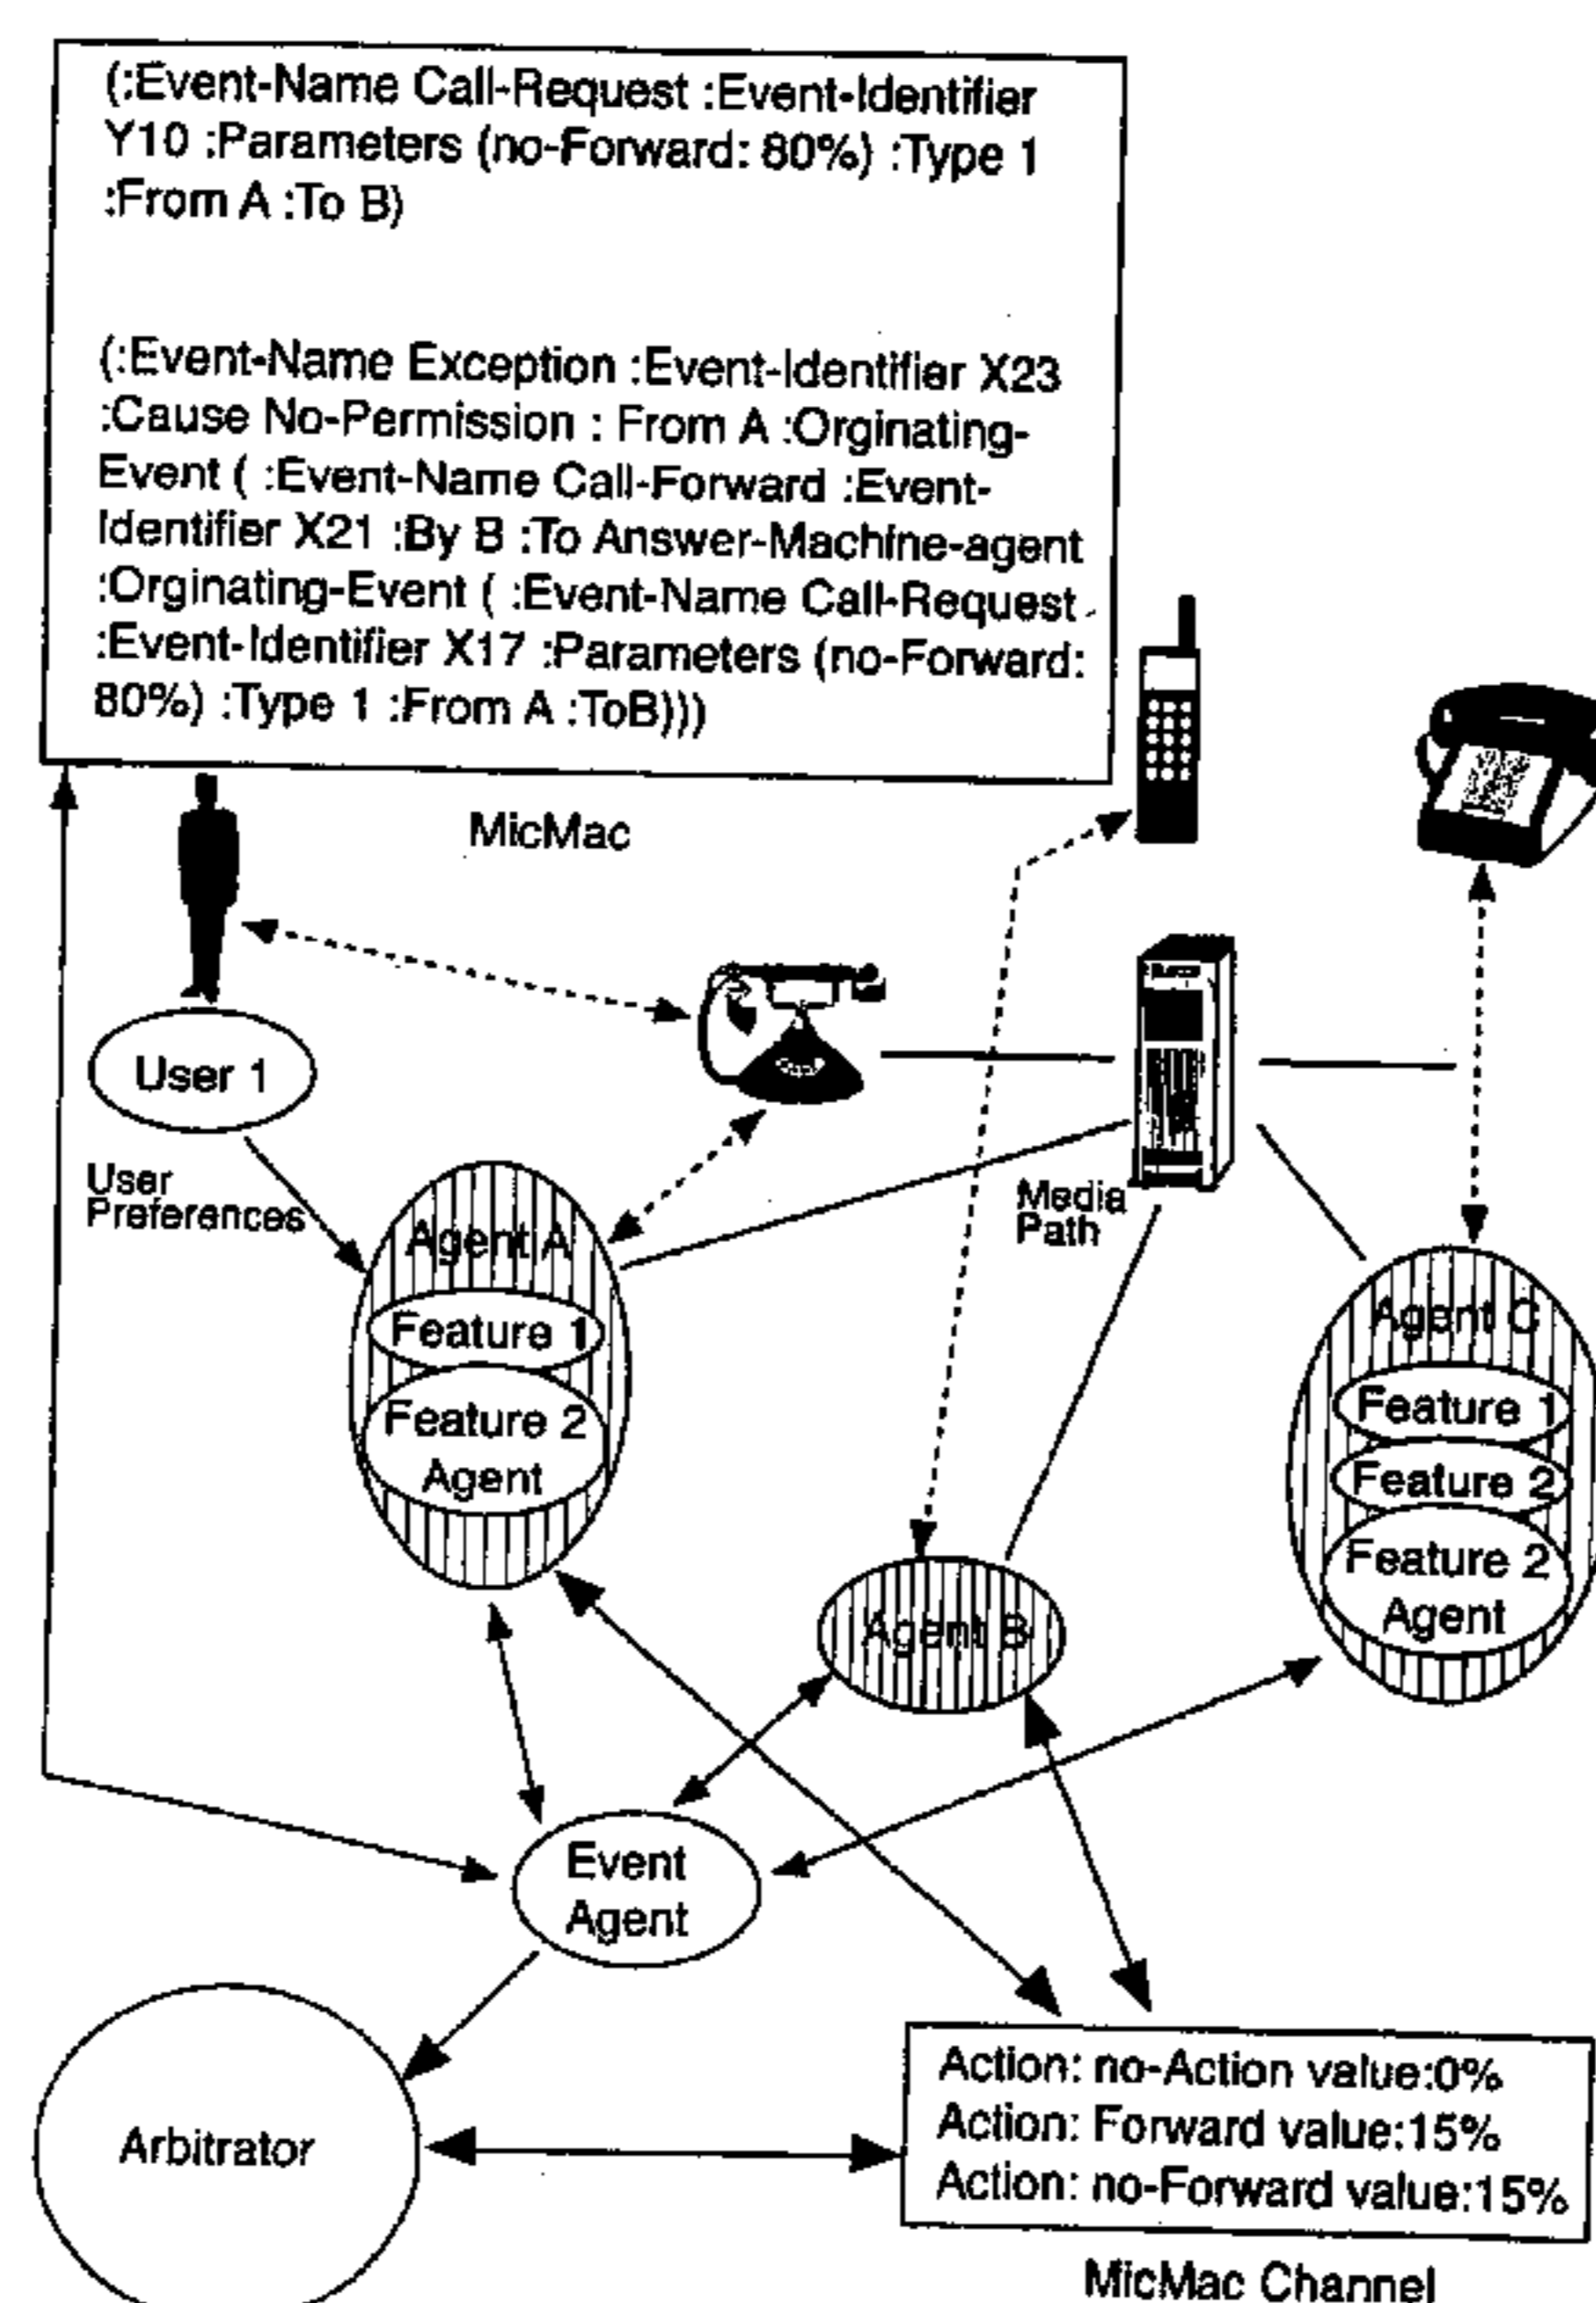 (:Event-Name Call-Request :Event-Identifier
Y10 :Parameters (no-Forward: 80%) :Type 1
:From A :To B)
(:Event-Name Exception :Event-Identifier X23
:Cause No-Permission : From A :Orginating-
Event ( :Event-Name Call-Forward :Event-
Identifier X21 :By B :To Answer-Machine-agent
:Orginating-Event ( :Event-Name Call-Request
:Event-Identifier X17 :Parameters (no-Forward:
80%) :Type 1 :From A :ToB)))
MicMac
User 1
User
Preferences
Media
Path
Agent A
Feature 1
Feature 2
Agent
Agent C
Feature 1
Feature 2
Feature 2
Agent
Agent B
Event
Agent
Arbitrator
Action: no-Action value:0%
Action: Forward value:15%
Action: no-Forward value:15%
MicMac Channel